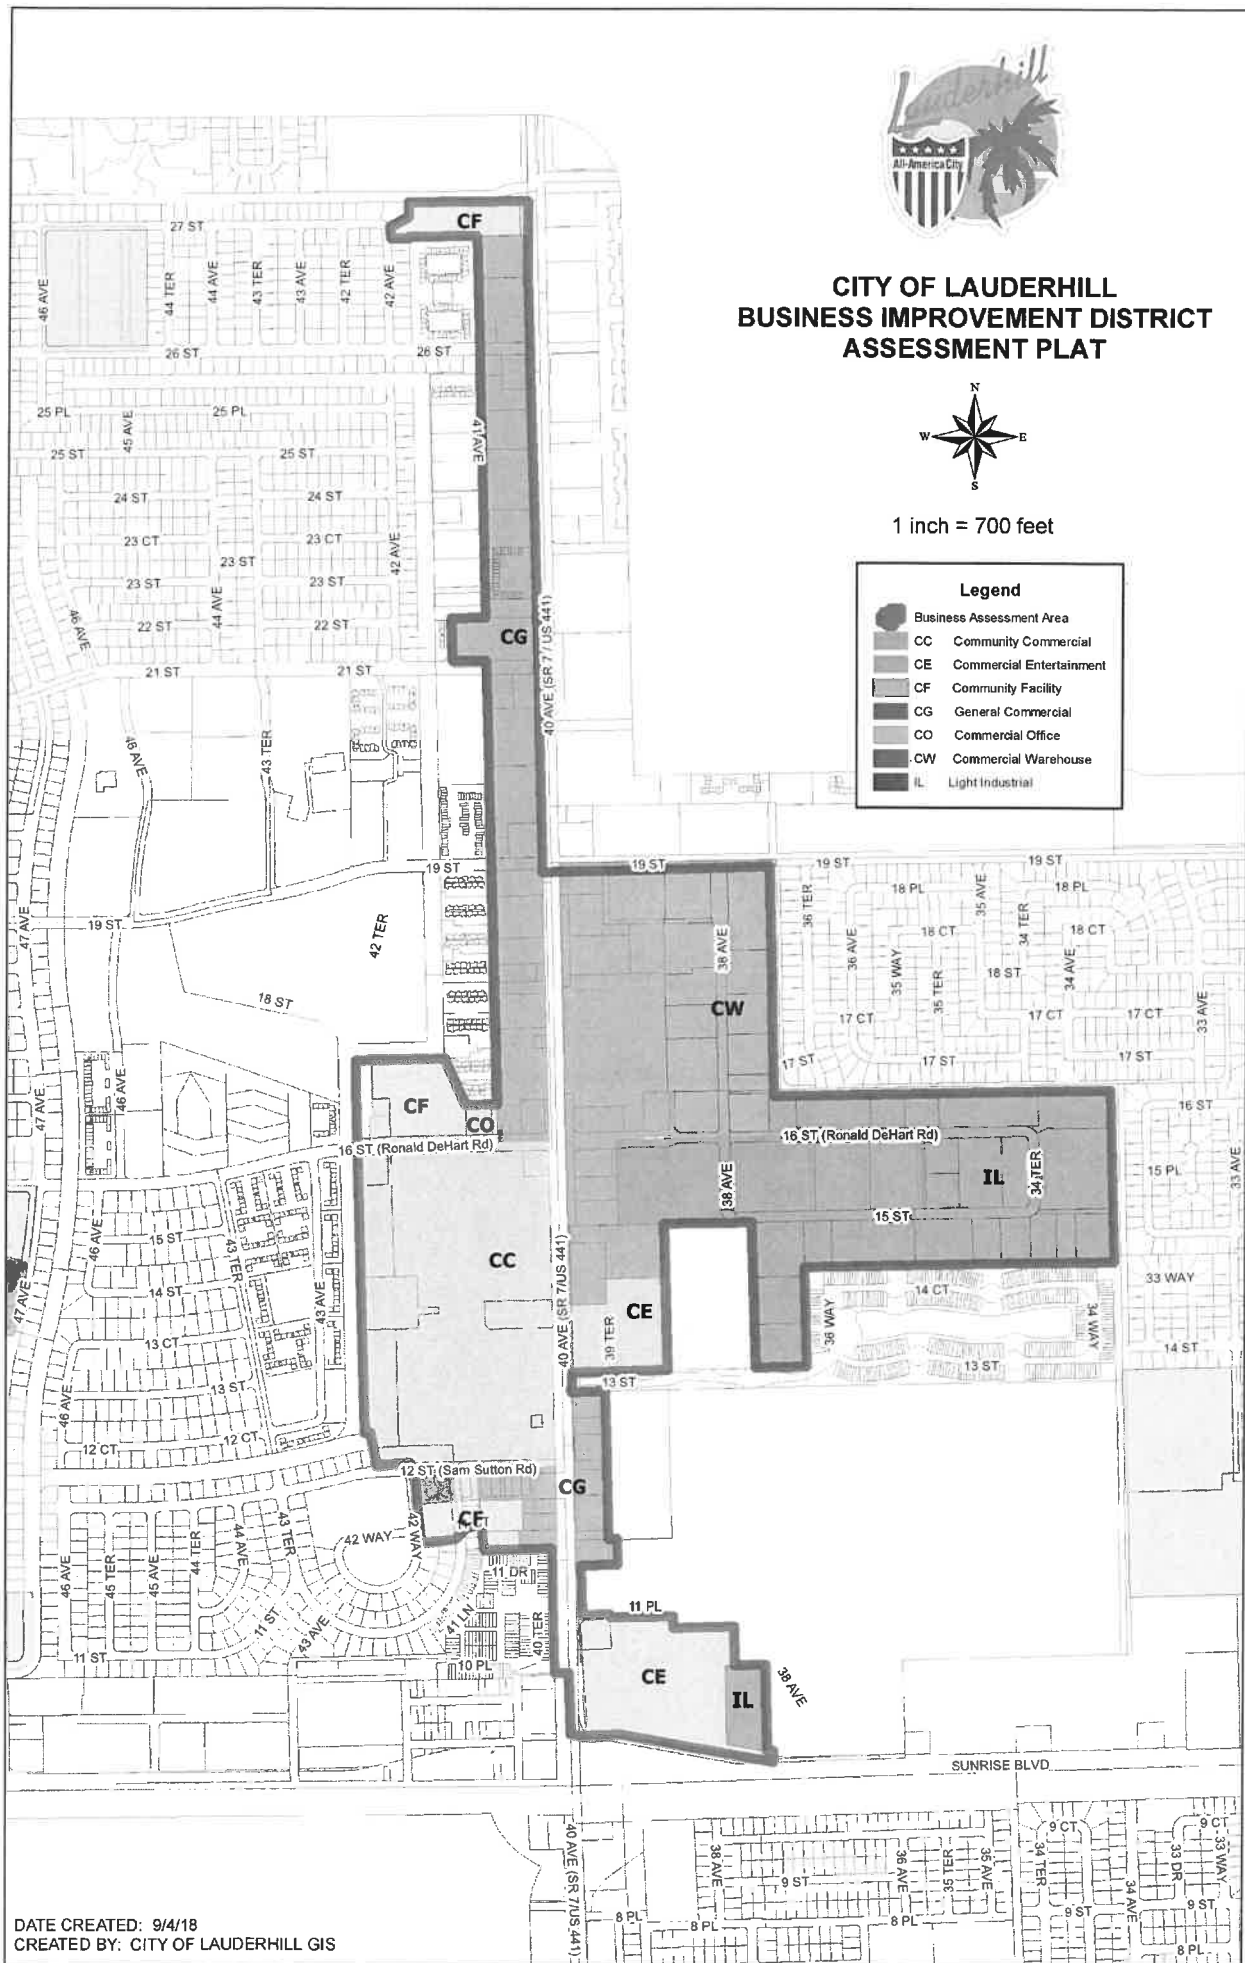 Lauderhill
All-America City
CITY OF LAUDERHILL
BUSINESS IMPROVEMENT DISTRICT
ASSESSMENT PLAT
N
W
E
S
1 inch = 700 feet
Legend
Business Assessment Area
CC Community Commercial
CE Commercial Entertainment
CF Community Facility
CG General Commercial
CO Commercial Office
CW Commercial Warehouse
IL Light Industrial
CF
27 ST
46 AVE
44 TER
44 AVE
43 TER
43 AVE
42 TER
42 AVE
26 ST
26 ST
25 PL
45 AVE
25 PL
41 AVE
25 ST
25 ST
24 ST
24 ST
23 CT
23 CT
42 AVE
23 ST
23 ST
23 ST
46 AVE
44 AVE
22 ST
22 ST
CG
21 ST
21 ST
40 AVE (SR 7 / US 441)
46 AVE
43 TER
19 ST
19 ST
19 ST
19 ST
19 ST
47 AVE
42 TER
18 ST
38 AVE
CW
36 TER
36 AVE
18 PL
35 AVE
34 TER
18 PL
18 CT
18 CT
35 WAY
35 TER
18 ST
34 AVE
17 CT
17 CT
17 CT
33 AVE
17 ST
17 ST
17 ST
46 AVE
47 AVE
CF
CO
16 ST (Ronald DeHart Rd)
16 ST (Ronald DeHart Rd)
16 ST
38 AVE
IL
34 TER
15 PL
33 AVE
15 ST
46 AVE
15 ST
43 TER
CC
40 AVE (SR 7/US 441)
47 AVE
14 ST
43 AVE
CE
39 TER
36 WAY
14 CT
34 WAY
33 WAY
13 CT
14 ST
13 ST
13 ST
13 ST
46 AVE
12 CT
12 CT
12 ST (Sam Sutton Rd)
CG
CF
42 WAY
42 WAY
46 AVE
46 TER
45 AVE
44 TER
44 AVE
43 TER
11 DR
11 ST
43 AVE
41 LN
40 TER
11 PL
11 ST
10 PL
CE
IL
38 AVE
SUNRISE BLVD
40 AVE (SR 7/US 441)
38 AVE
9 ST
36 AVE
35 TER
35 AVE
34 TER
9 CT
9 CT
33 DR
33 WAY
34 AVE
9 ST
9 ST
8 PL
8 PL
8 PL
8 PL
DATE CREATED: 9/4/18
CREATED BY: CITY OF LAUDERHILL GIS